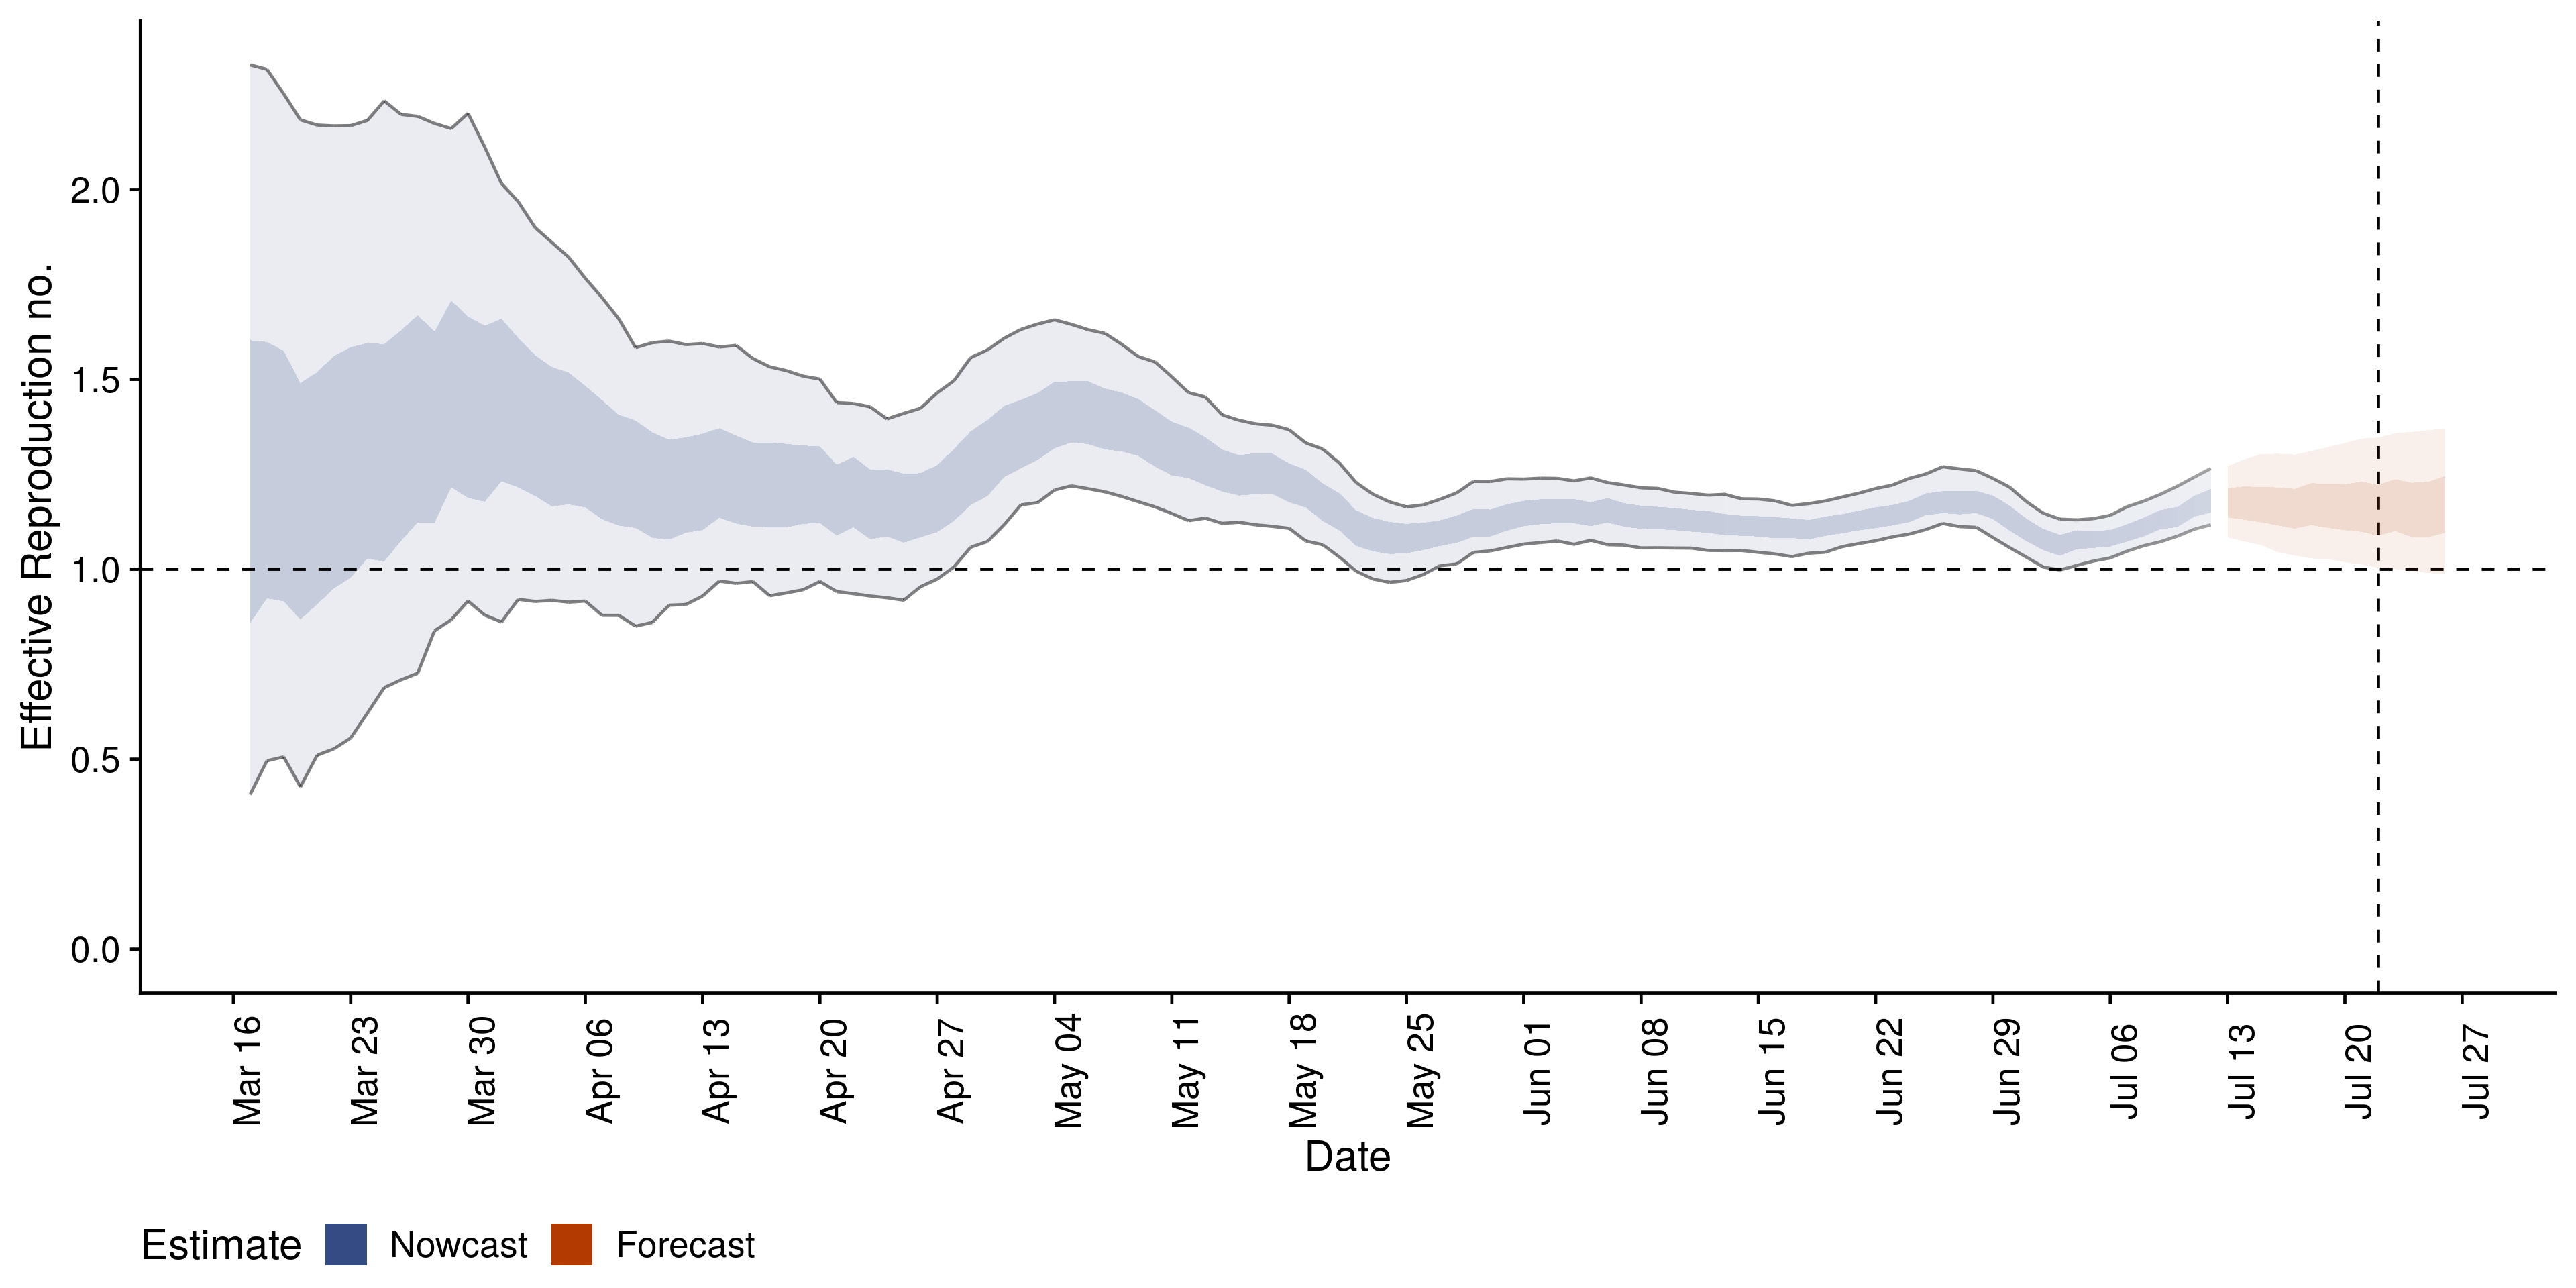 Effective Reproduction no.
2.0
1.5
1.0
0.5
0.0
Mar 16
Mar 23
Mar 30
Apr 06
Apr 13
Apr 20
Apr 27
May 04
May 11
May 18
May 25
Jun 01
Jun 08
Jun 15
Jun 22
Jun 29
Jul 06
Jul 13
Jul 20
Jul 27
Date
Estimate Nowcast Forecast